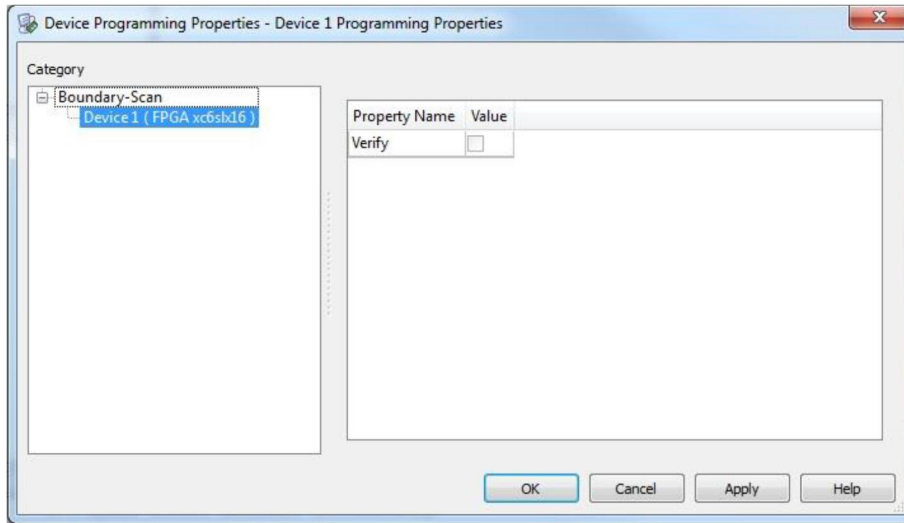 Device Programming Properties - Device 1 Programming Properties
Category
Boundary-Scan
Device 1 ( FPGA xc6slx16 )
Property Name Value
Verify
OK Cancel Apply Help